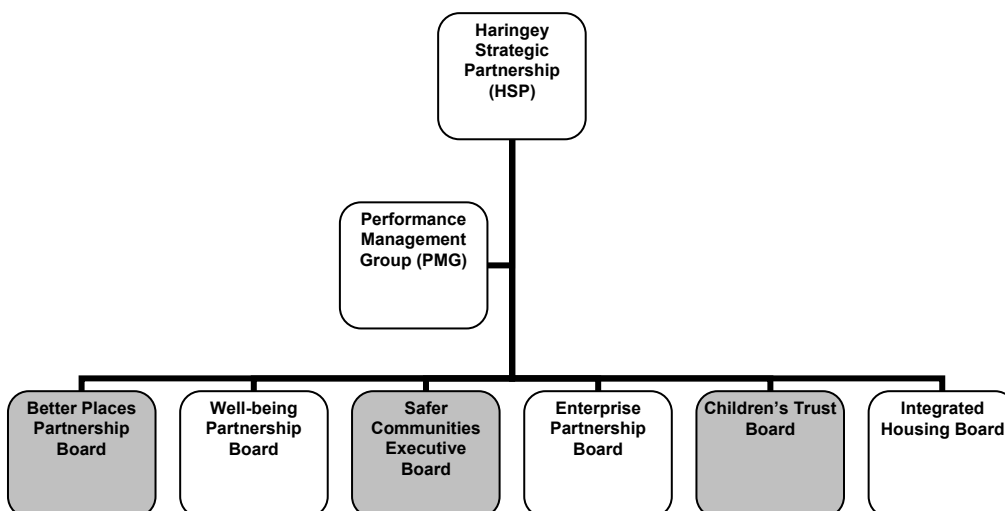 Haringey
Strategic
Partnership
(HSP)
Performance
Management
Group (PMG)
Better Places
Partnership
Board
Well-being
Partnership
Board
Safer
Communities
Executive
Board
Enterprise
Partnership
Board
Children’s Trust
Board
Integrated
Housing Board